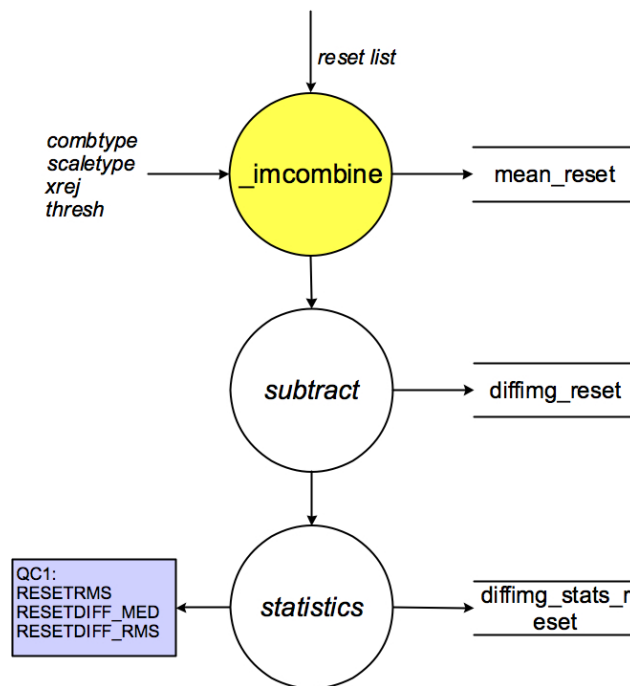 reset list
combtype
scaletype
xrej
thresh
_imcombine
mean_reset
subtract
diffimg_reset
QC1:
RESETRMS
RESETDIFF_MED
RESETDIFF_RMS
statistics
diffimg_stats_r
eset